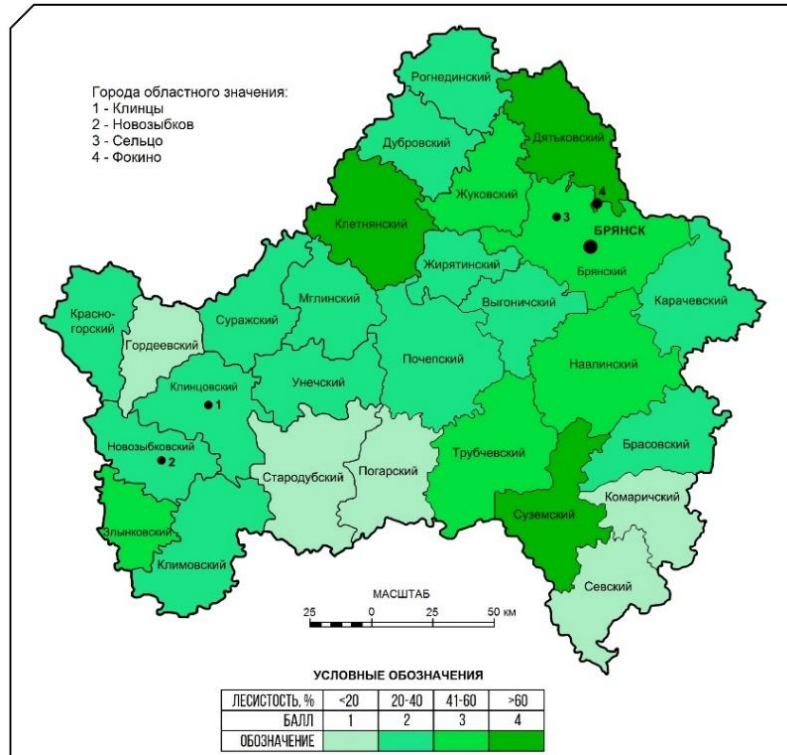 Города областного значения:
1 - Клинцы
2 - Новозыбков
3 - Сельцо
4 - Фокино
Рогнединский
Дятьковский
Дубровский
Жуковский
4
3
Клетнянский
БРЯНСК
Брянский
Жирятинский
Выгоничский
Карачевский
Красно-
горский
Гордеевский
Суражский
Мглинский
Почепский
Навлинский
Клинцовский
Унечский
1
Новозыбковский
2
Стародубский
Погарский
Трубчевский
Брасовский
Комаричский
Суземский
Злынковский
Климовский
Севский
МАСШТАБ
25 0 25 50 км
УСЛОВНЫЕ ОБОЗНАЧЕНИЯ
ЛЕСИСТОСТЬ, % <20 20-40 41-60 >60
БАЛЛ 1 2 3 4
ОБОЗНАЧЕНИЕ